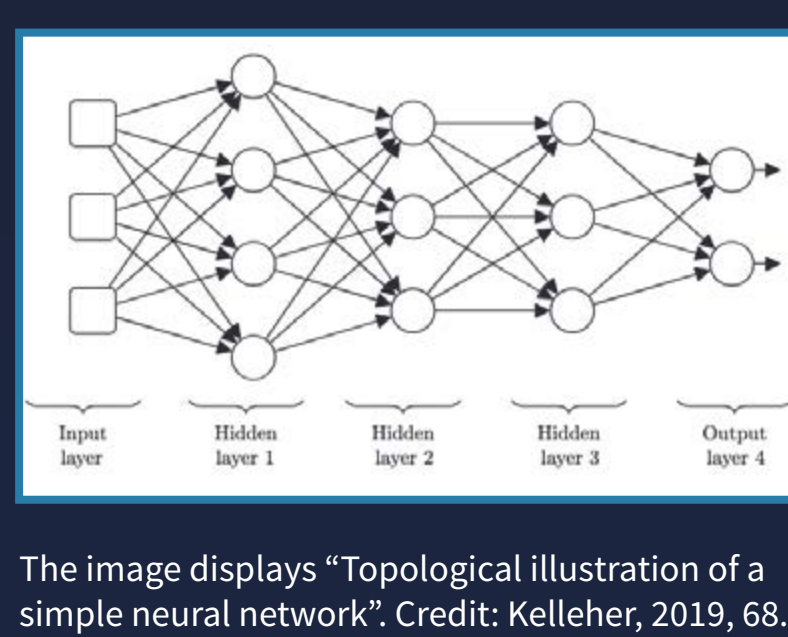 Input
layer
Hidden
layer 1
Hidden
layer 2
Hidden
layer 3
Output
layer 4
The image displays “Topological illustration of a
simple neural network”. Credit: Kelleher, 2019, 68.